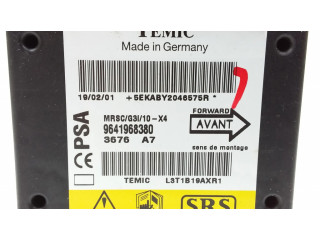 TEMIC
Made in Germany
19/02/01 +5EKABY2046575R*
FORWARD
AVANT
sens de montage
CE PSA
MRSC/G3I/10-X4
9641968380
3676 A7
TEMIC L3T1B19AXR1
SRS